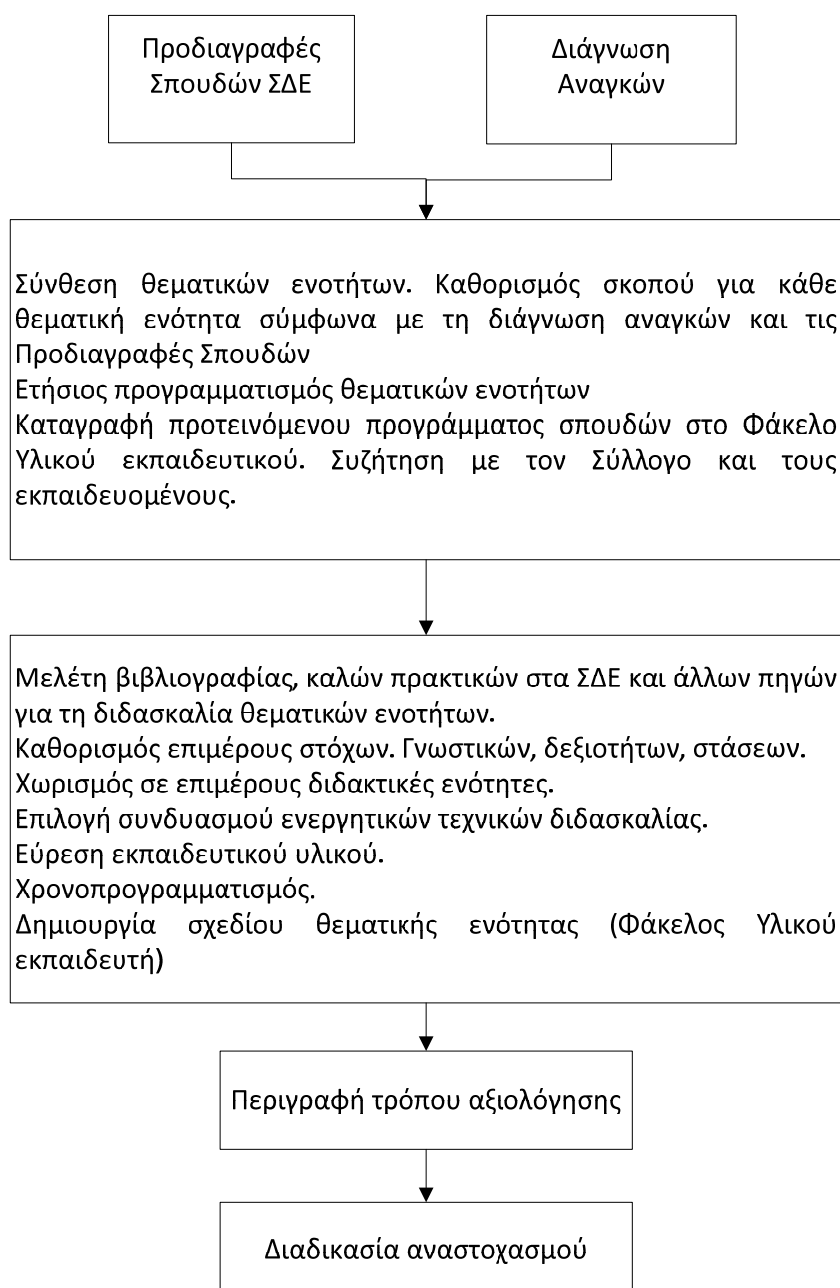 Προδιαγραφές
Σπουδών ΣΔΕ
Διάγνωση
Αναγκών
Σύνθεση θεματικών ενοτήτων. Καθορισμός σκοπού για κάθε
θεματική ενότητα σύμφωνα με τη διάγνωση αναγκών και τις
Προδιαγραφές Σπουδών
Ετήσιος προγραμματισμός θεματικών ενοτήτων
Καταγραφή προτεινόμενου προγράμματος σπουδών στο Φάκελο
Υλικού εκπαιδευτικού. Συζήτηση με τον Σύλλογο και τους
εκπαιδευομένους.
Μελέτη βιβλιογραφίας, καλών πρακτικών στα ΣΔΕ και άλλων πηγών
για τη διδασκαλία θεματικών ενοτήτων.
Καθορισμός επιμέρους στόχων. Γνωστικών, δεξιοτήτων, στάσεων.
Χωρισμός σε επιμέρους διδακτικές ενότητες.
Επιλογή συνδυασμού ενεργητικών τεχνικών διδασκαλίας.
Εύρεση εκπαιδευτικού υλικού.
Χρονοπρογραμματισμός.
Δημιουργία σχεδίου θεματικής ενότητας (Φάκελος Υλικού
εκπαιδευτή)
Περιγραφή τρόπου αξιολόγησης
Διαδικασία αναστοχασμού